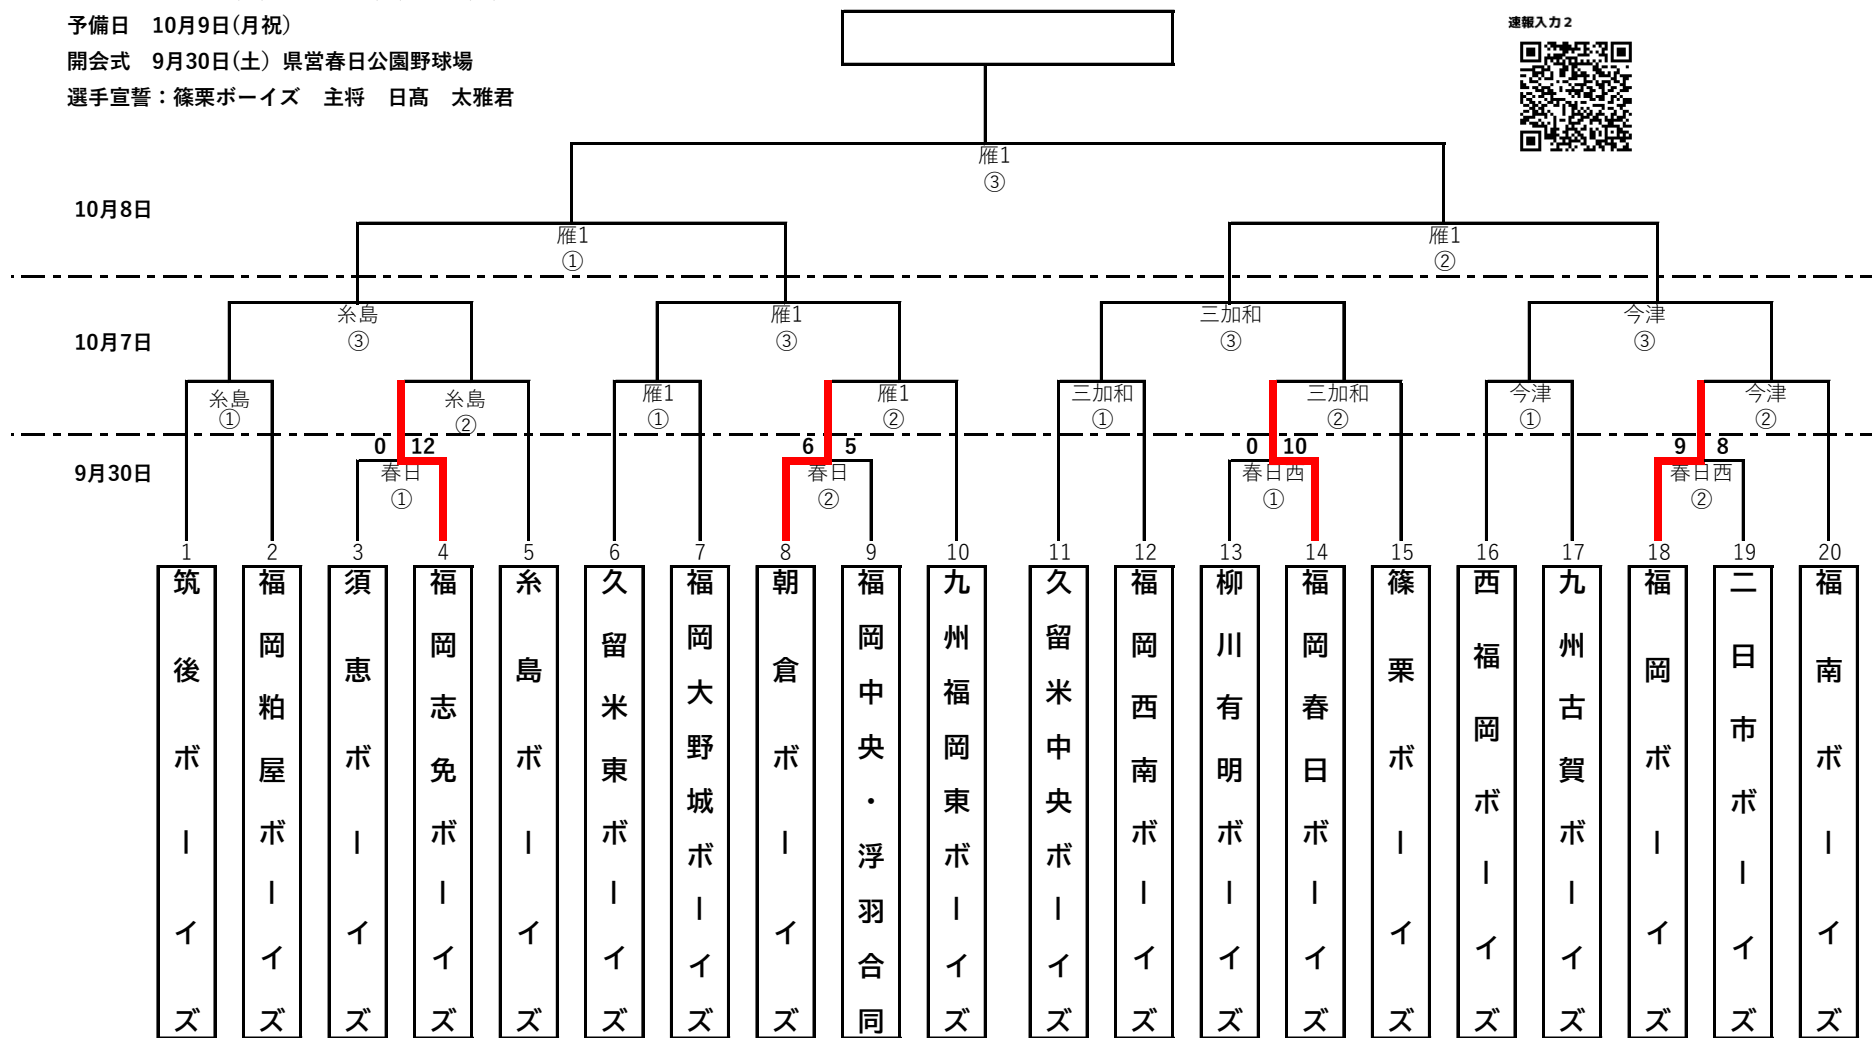 予備日　10月9日(月祝)
開会式　9月30日(土) 県営春日公園野球場
選手宣誓：篠栗ボーイズ　主将　日髙　太雅君
速報入力２
雁1
③
10月8日
雁1
①
雁1
②
10月7日
糸島
③
雁1
③
三加和
③
今津
③
糸島
①
糸島
②
雁1
①
雁1
②
三加和
①
三加和
②
今津
①
今津
②
9月30日
0 12
春日
①
6 5
春日
②
0 10
春日西
①
9 8
春日西
②
1 2 3 4 5 6 7 8 9 10 11 12 13 14 15 16 17 18 19 20
筑後ボーイズ
福岡粕屋ボーイズ
須恵ボーイズ
福岡志免ボーイズ
糸島ボーイズ
久留米東ボーイズ
福岡大野城ボーイズ
朝倉ボーイズ
福岡中央・浮羽合同
九州福岡東ボーイズ
久留米中央ボーイズ
福岡西南ボーイズ
柳川有明ボーイズ
福岡春日ボーイズ
篠栗ボーイズ
西福岡ボーイズ
九州古賀ボーイズ
福岡ボーイズ
二日市ボーイズ
福南ボーイズ